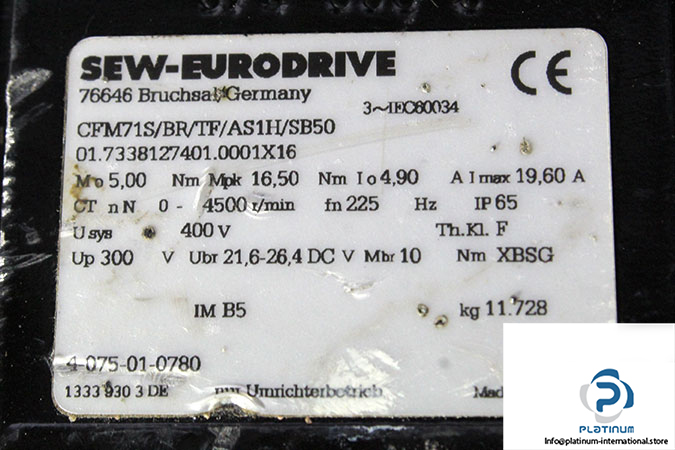 SEW-EURODRIVE
CE
76646 Bruchsal/Germany
3~IEC60034
CFM71S/BR/TF/AS1H/SB50
01.7338127401.0001X16
Mo 5,00 Nm Mpk 16,50 Nm Io 4,90 A Imax 19,60 A
CT nN 0- 4500 r/min fn 225 Hz IP 65
Usys 400 V Th.Kl. F
Up 300 V Ubr 21,6-26,4 DC V Mbr 10 Nm XBSG
IM B5 kg 11.728
4-075-01-0780
1333 930 3 DE nur Umrichterbetrieb Mad
PLATINUM
Info@platinum-international.store